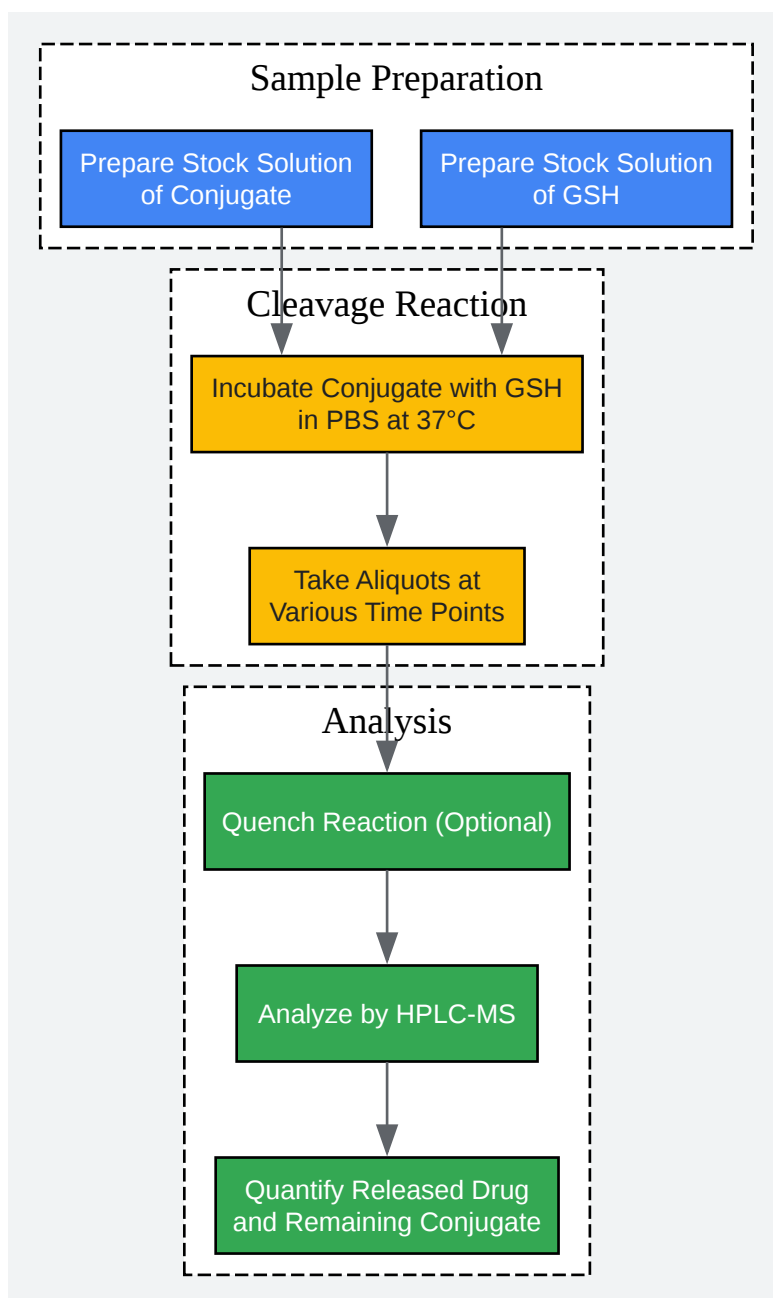 Sample Preparation
Prepare Stock Solution
of Conjugate
Prepare Stock Solution
of GSH
Cleavage Reaction
Incubate Conjugate with GSH
in PBS at 37°C
Take Aliquots at
Various Time Points
Analysis
Quench Reaction (Optional)
Analyze by HPLC-MS
Quantify Released Drug
and Remaining Conjugate